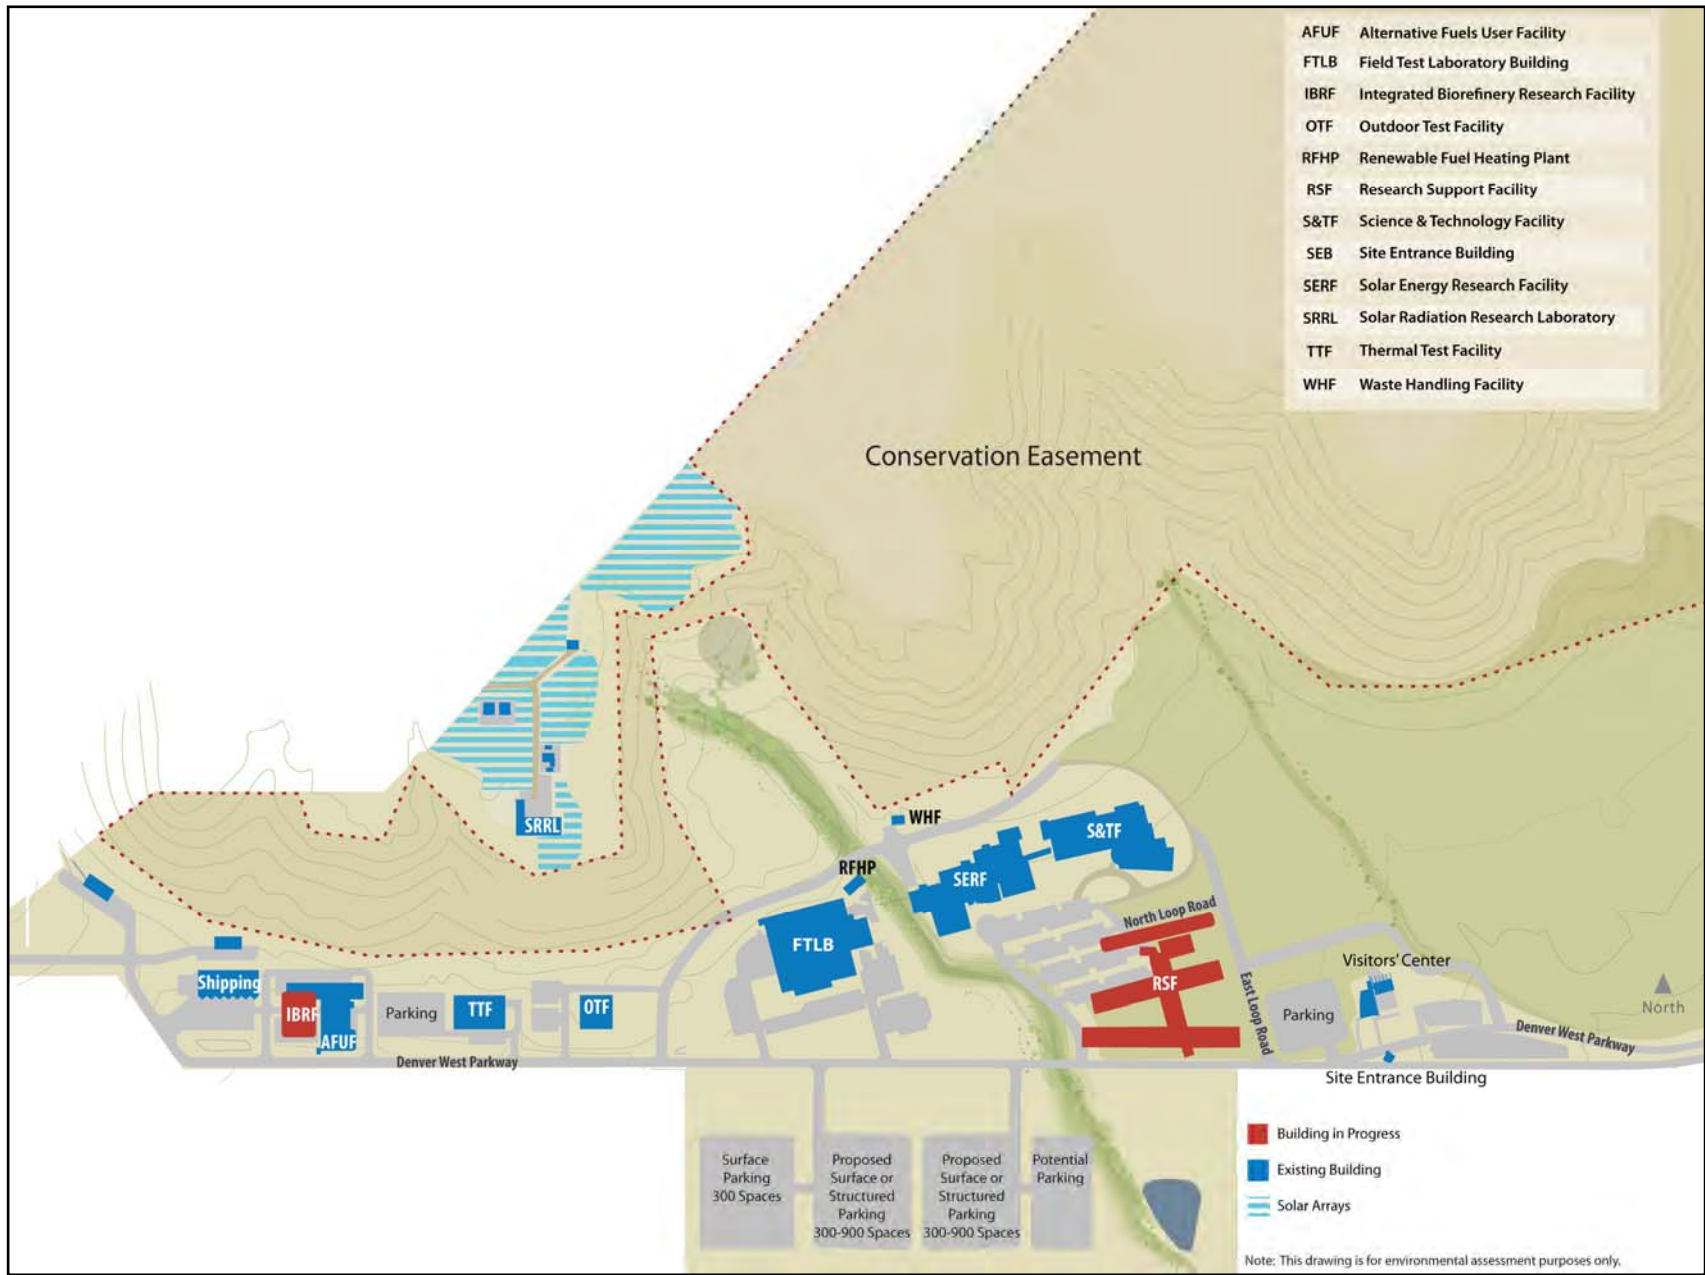 AFUF Alternative Fuels User Facility
FTLB Field Test Laboratory Building
IBRF Integrated Biorefinery Research Facility
OTF Outdoor Test Facility
RFHP Renewable Fuel Heating Plant
RSF Research Support Facility
S&TF Science & Technology Facility
SEB Site Entrance Building
SERF Solar Energy Research Facility
SRRL Solar Radiation Research Laboratory
TTF Thermal Test Facility
WHF Waste Handling Facility
Conservation Easement
SRRL
WHF
S&TF
RFHP
SERF
North Loop Road
FTLB
Visitors' Center
Shipping
RSF
East Loop Road
North
IBRF
AFUF
Parking
TTF
OTF
Parking
Denver West Parkway
Denver West Parkway
Site Entrance Building
Surface
Parking
300 Spaces
Proposed
Surface or
Structured
Parking
300-900 Spaces
Proposed
Surface or
Structured
Parking
300-900 Spaces
Potential
Parking
Building in Progress
Existing Building
Solar Arrays
Note: This drawing is for environmental assessment purposes only.